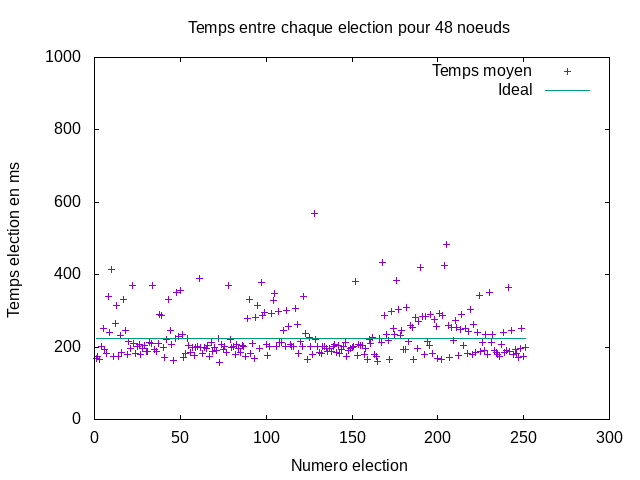 Temps entre chaque election pour 48 noeuds
Temps moyen
Ideal
Temps election en ms
1000
800
600
400
200
0
0 50 100 150 200 250 300
Numero election